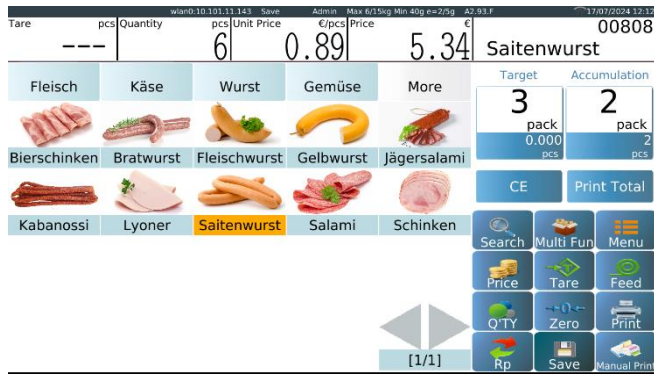 wlan0:10.101.11.143 Save Admin Max 6/15kg Min 40g e=2/5g A2.93.F 17/07/2024 12:12
Tare pcs Quantity pcs Unit Price €/pcs Price €
--- 6 0.89 5.34
00808
Saitenwurst
Fleisch Käse Wurst Gemüse More
Bierschinken Bratwurst Fleischwurst Gelbwurst Jägersalami
Kabanossi Lyoner Saitenwurst Salami Schinken
[1/1]
Target Accumulation
3 2
pack pack
0.000 2
pcs pcs
CE Print Total
Search Multi Fun Menu
Price Tare Feed
Q'TY Zero Print
Rp Save Manual Print